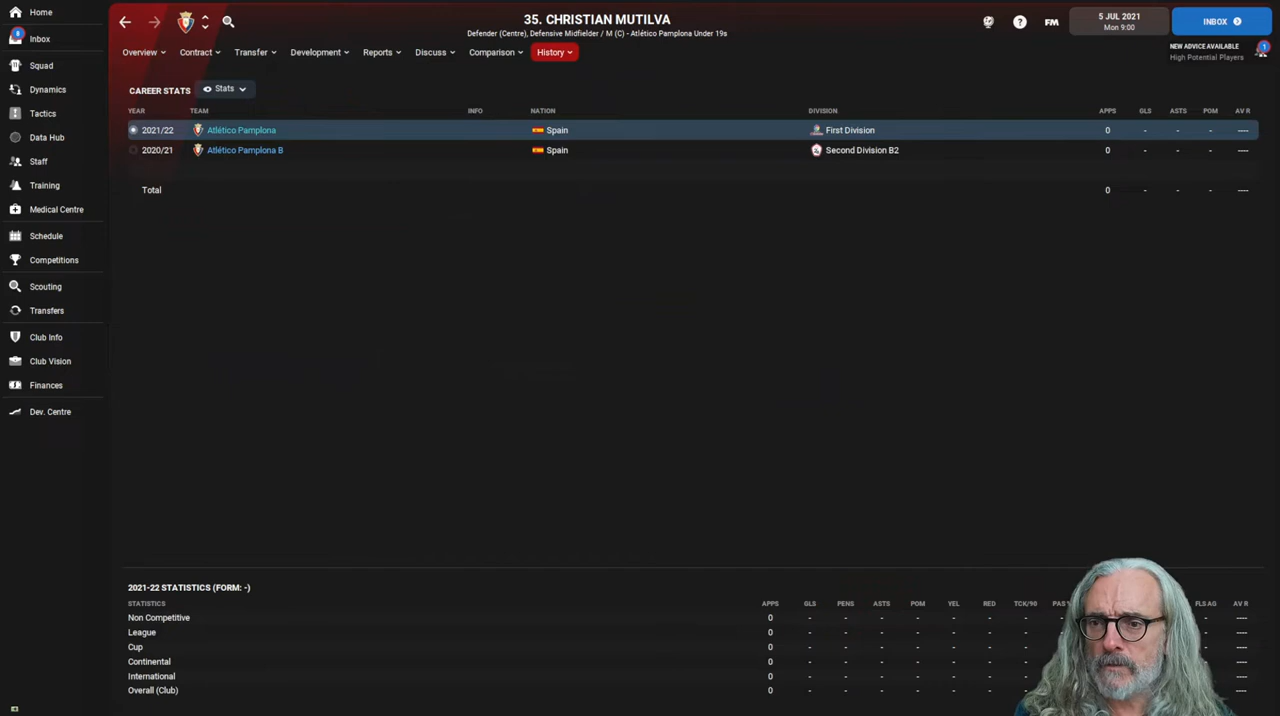 Home
Inbox
Squad
Dynamics
Tactics
Data Hub
Staff
Training
Medical Centre
Schedule
Competitions
Scouting
Transfers
Club Info
Club Vision
Finances
Dev. Centre
35. CHRISTIAN MUTILVA
Defender (Centre), Defensive Midfielder / M (C) - Atlético Pamplona Under 19s
? FM
5 JUL 2021
Mon 9:00
INBOX
NEW ADVICE AVAILABLE 1
High Potential Players
Overview Contract Transfer Development Reports Discuss Comparison History
CAREER STATS Stats
YEAR TEAM INFO NATION DIVISION APPS GLS ASTS POM AV R
2021/22 Atlético Pamplona Spain First Division 0 - - - ----
2020/21 Atlético Pamplona B Spain Second Division B2 - - - ----
Total 0 - - - ----
2021-22 STATISTICS (FORM: -)
STATISTICS APPS GLS PENS ASTS POM YEL RED TCK/90 PAS % FLS AG AV R
Non Competitive 0 - - - - - - - - ----
League 0 - - - - - - - - ----
Cup 0 - - - - - - - - ----
Continental 0 - - - - - - - - ----
International 0 - - - - - - - ----
Overall (Club) 0 - - - - - - - ----